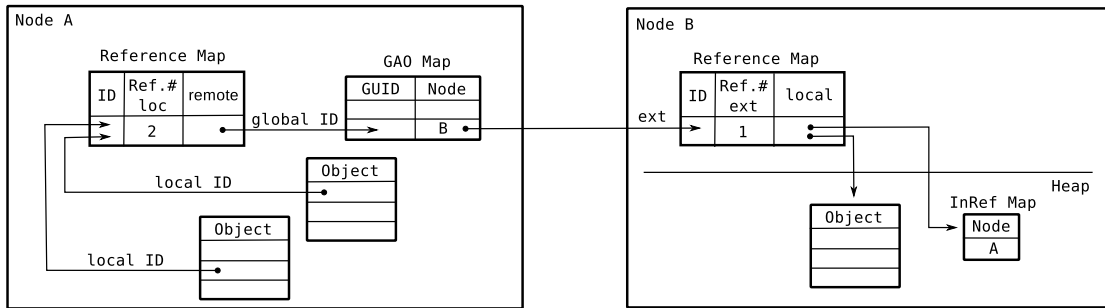 Node A
Reference Map
ID
Ref.#
loc
remote
2
global ID
GAO Map
GUID
Node
B
Object
local ID
Object
local ID
Node B
Reference Map
ID
Ref.#
ext
local
ext
1
Heap
Object
InRef Map
Node
A